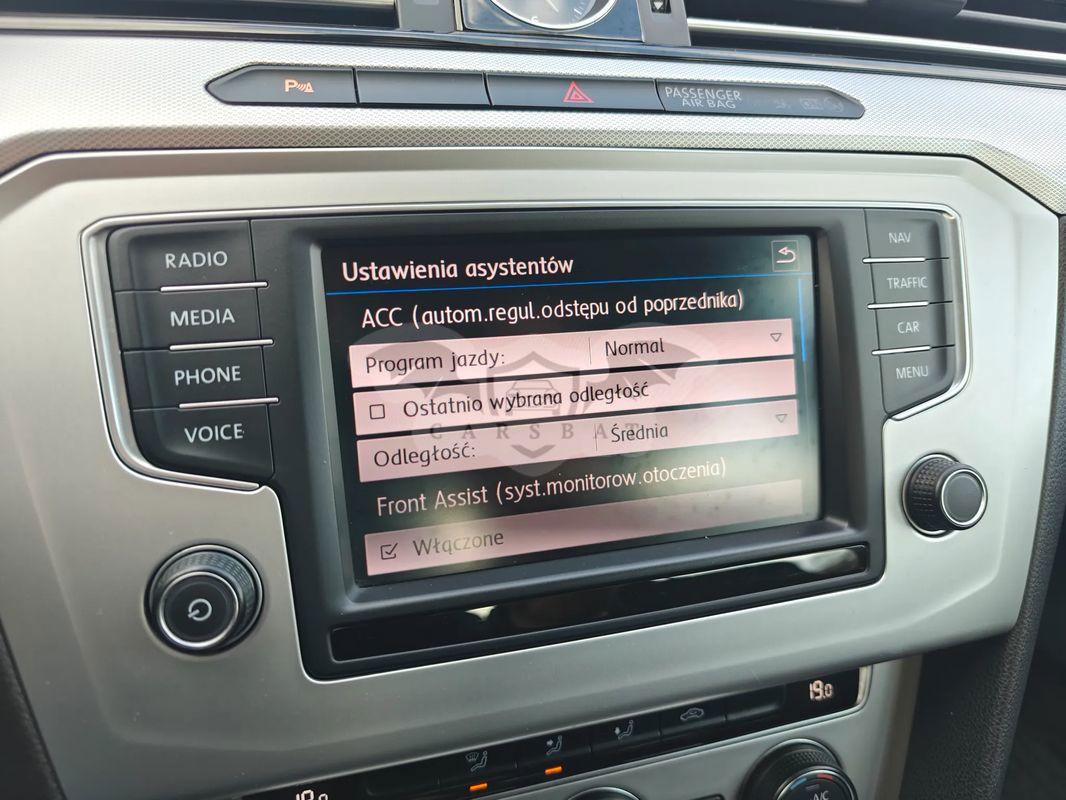 P
PASSENGER
AIR BAG
RADIO
MEDIA
PHONE
VOICE
Ustawienia asystentów
ACC (autom.regul.odstępu od poprzednika)
Program jazdy: Normal
Ostatnio wybrana odległość
CARSBAT
Odległość: Średnia
Front Assist (syst.monitorow.otoczenia)
Włączone
NAV
TRAFFIC
CAR
MENU
19.0
A/C